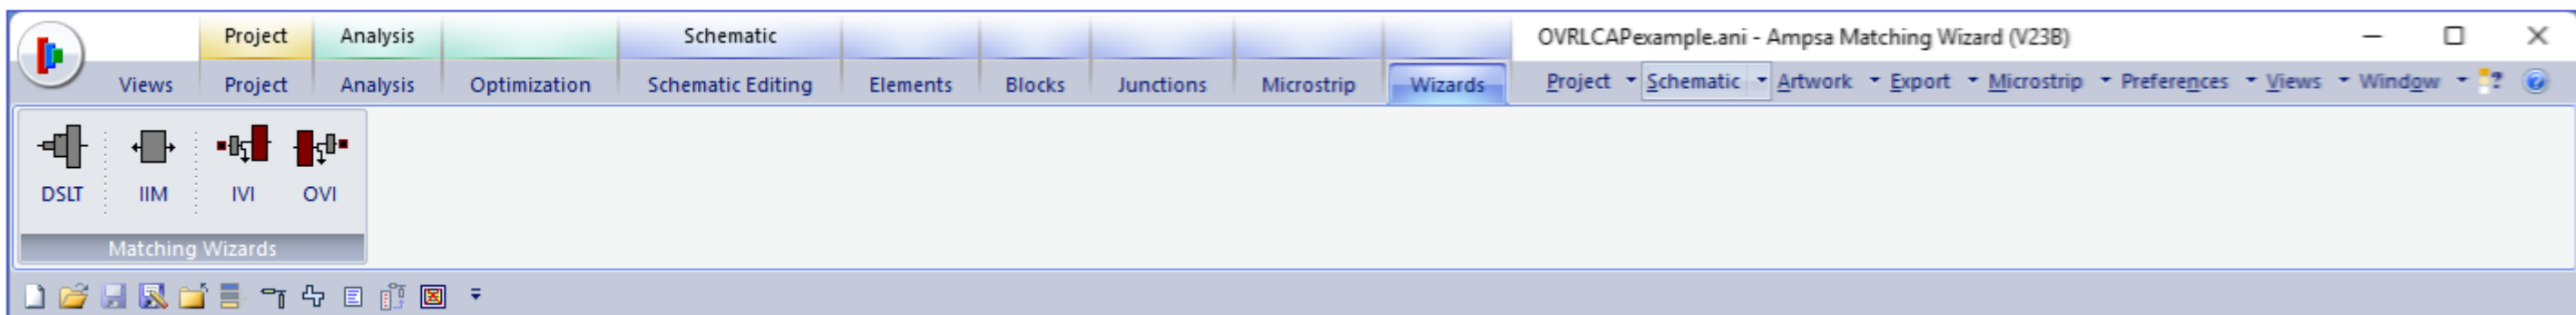 Project Analysis Schematic OVRLCAPexample.ani - Ampsa Matching Wizard (V23B)
Views Project Analysis Optimization Schematic Editing Elements Blocks Junctions Microstrip Wizards Project Schematic Artwork Export Microstrip Preferences Views Window ?
DSLT IIM IVI OVI
Matching Wizards